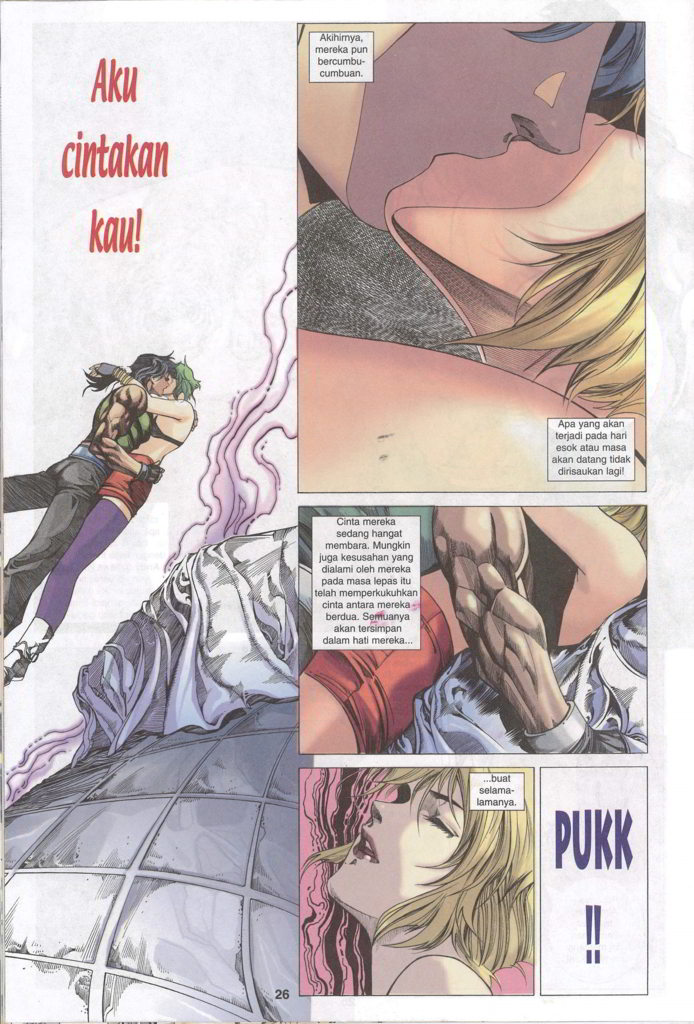 Aku
cintakan
kau!
Akihirnya,
mereka pun
bercumbu-
cumbuan.
Apa yang akan
terjadi pada hari
esok atau masa
akan datang tidak
dirisaukan lagi!
Cinta mereka
sedang hangat
membara. Mungkin
juga kesusahan yang
dialami oleh mereka
pada masa lepas itu
telah memperkukuhkan
cinta antara mereka
berdua. Semuanya
akan tersimpan
dalam hati mereka...
...buat
selama-
lamanya.
PUKK
!!
26